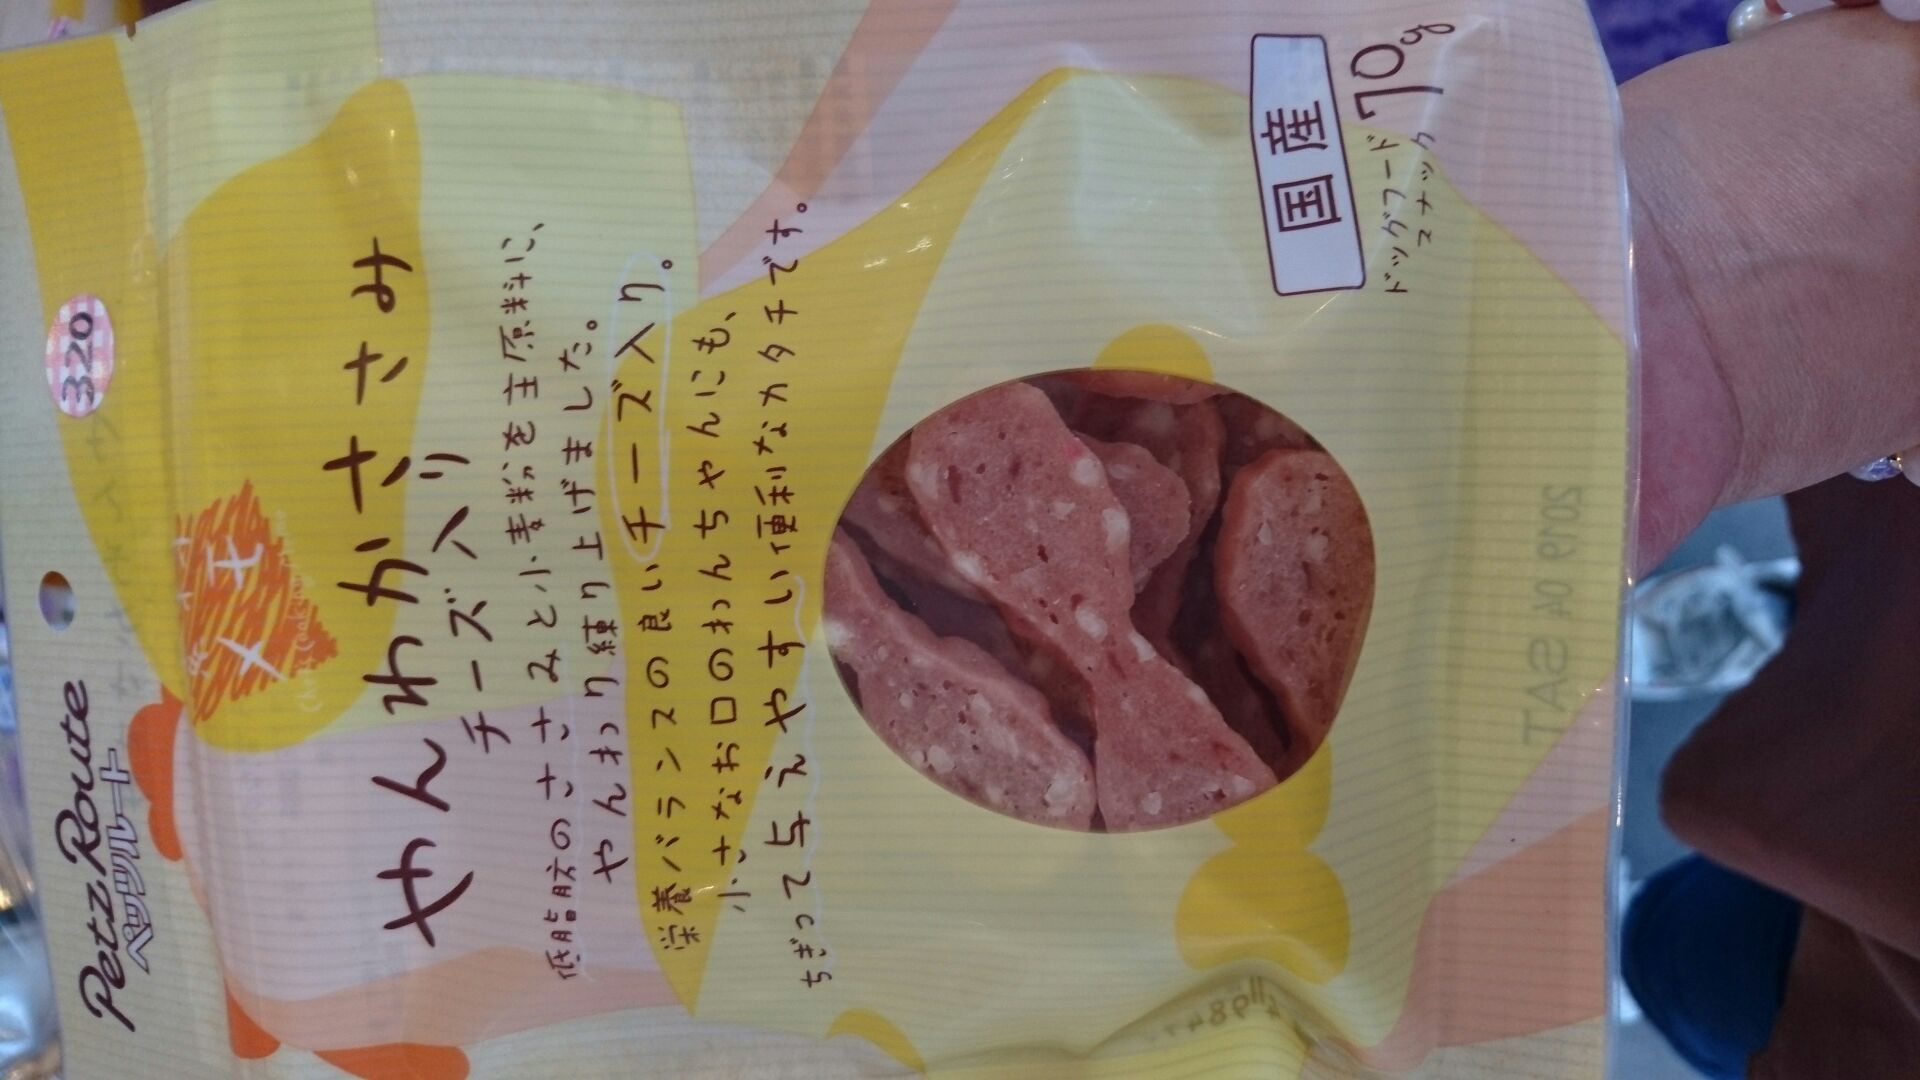 320
Petz Route
ペッツルート
やんわかささみ
チーズ入り
低脂肪のささみと小麦粉を主原料に、
やんわり練り上げました。
栄養バランスの良いチーズ入り。
小さなお口のわんちゃんにも、
ちぎって与えやすい便利なカタチです。
国産
ドッグフード
スナック
70g
2019 04